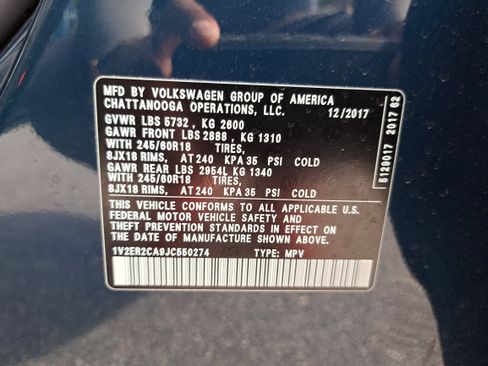 MFD BY VOLKSWAGEN GROUP OF AMERICA
CHATTANOOGA OPERATIONS, LLC. 12/2017
GVWR LBS 5732 , KG 2600
GAWR FRONT LBS 2888 , KG 1310
WITH 245/60R18 TIRES,
8JX18 RIMS, AT 240 KPA 35 PSI COLD
GAWR REAR LBS 2954L KG 1340
WITH 245/60R18 TIRES,
8JX18 RIMS, AT 240 KPA 35 PSI COLD
THIS VEHICLE CONFORMS TO ALL APPLICABLE U.S.
FEDERAL MOTOR VEHICLE SAFETY AND
THEFT PREVENTION STANDARDS IN EFFECT ON
THE DATE OF MANUFACTURE SHOWN ABOVE.
1V2ER2CA9JC550274 TYPE: MPV
5129017 2017 62